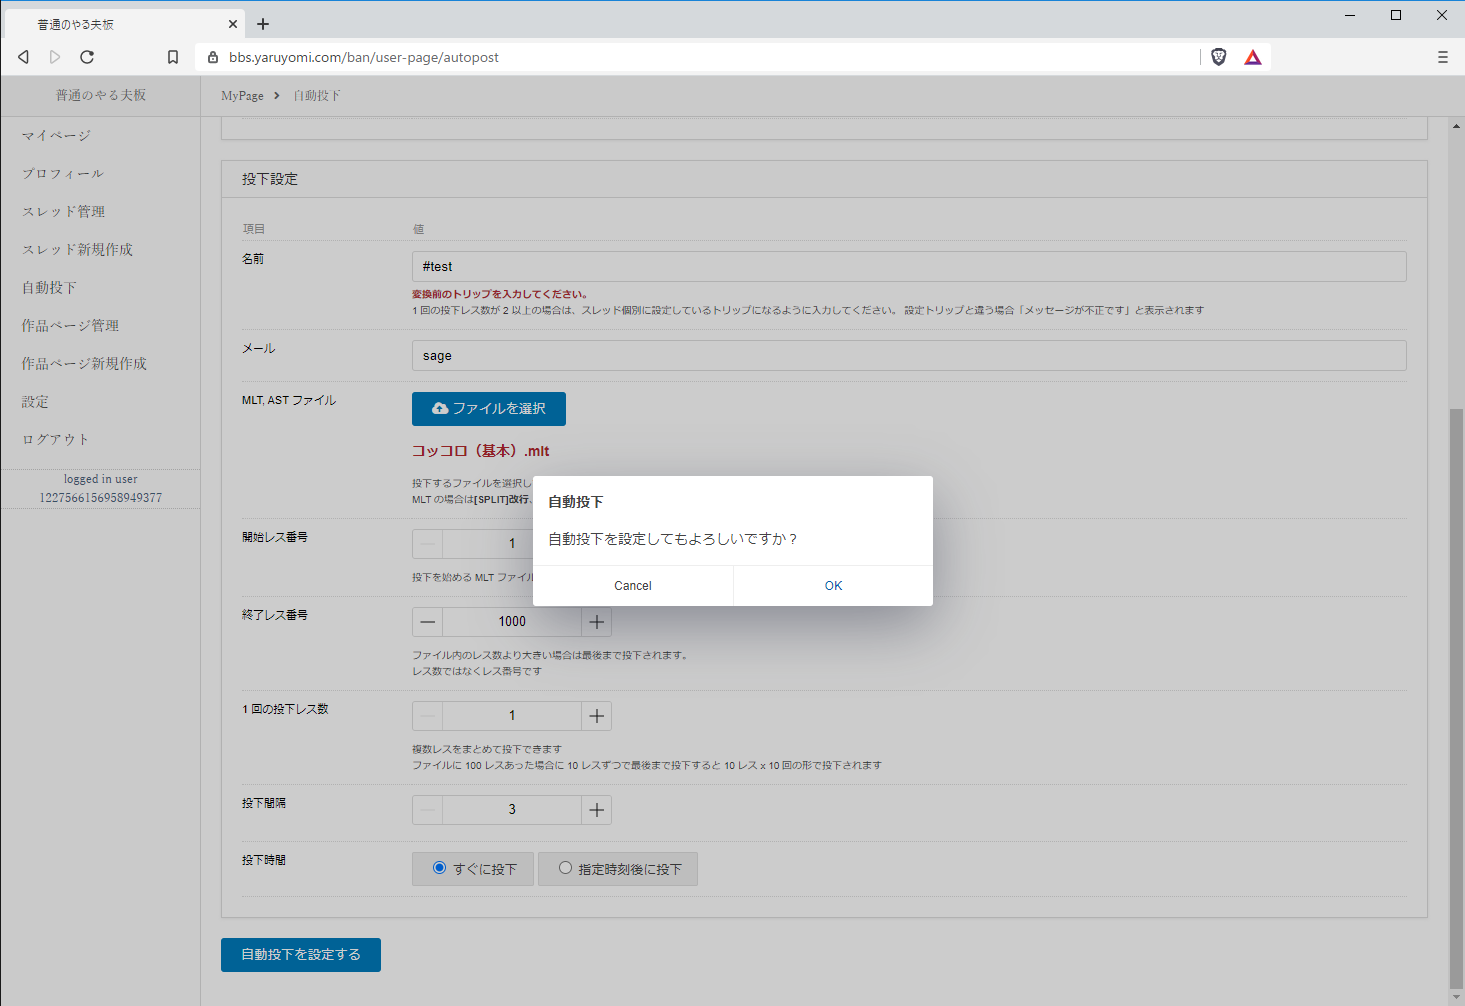 普通のやる夫板
bbs.yaruyomi.com/ban/user-page/autopost
普通のやる夫板
MyPage
自動投下
マイページ
プロフィール
スレッド管理
スレッド新規作成
自動投下
作品ページ管理
作品ページ新規作成
設定
ログアウト
logged in user
1227566156958949377
投下設定
項目
値
名前
#test
変換前のトリップを入力してください。
1 回の投下レス数が 2 以上の場合は、スレッド個別に設定しているトリップになるように入力してください。 設定トリップと違う場合「メッセージが不正です」と表示されます
メール
sage
MLT, AST ファイル
ファイルを選択
コッコロ（基本）.mlt
投下するファイルを選択し
MLT の場合は[SPLIT]改行、
自動投下
自動投下を設定してもよろしいですか？
Cancel
OK
開始レス番号
1
投下を始める MLT ファイル
終了レス番号
1000
ファイル内のレス数より大きい場合は最後まで投下されます。
レス数ではなくレス番号です
1 回の投下レス数
1
複数レスをまとめて投下できます
ファイルに 100 レスあった場合に 10 レスずつで最後まで投下すると 10 レス x 10 回の形で投下されます
投下間隔
3
投下時間
すぐに投下
指定時刻後に投下
自動投下を設定する